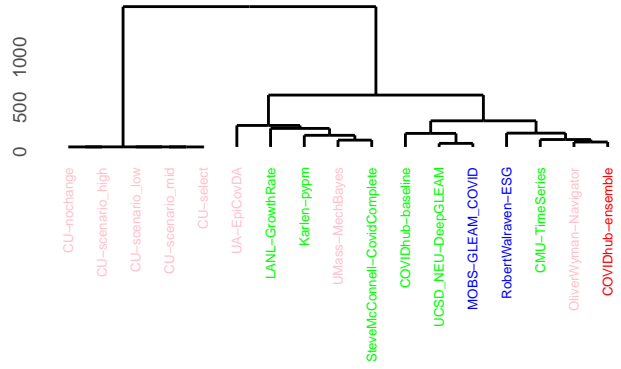 1000
500
0
CU-nochange
CU-scenario_high
CU-scenario_low
CU-scenario_mid
CU-select
UA-EpiCovDA
LANL-GrowthRate
Karlen-pypm
UMass-MechBayes
SteveMcConnell-CovidComplete
COVIDhub-baseline
UCSD_NEU-DeepGLEAM
MOBS-GLEAM_COVID
RobertWalraven-ESG
CMU-TimeSeries
OliverWyman-Navigator
COVIDhub-ensemble